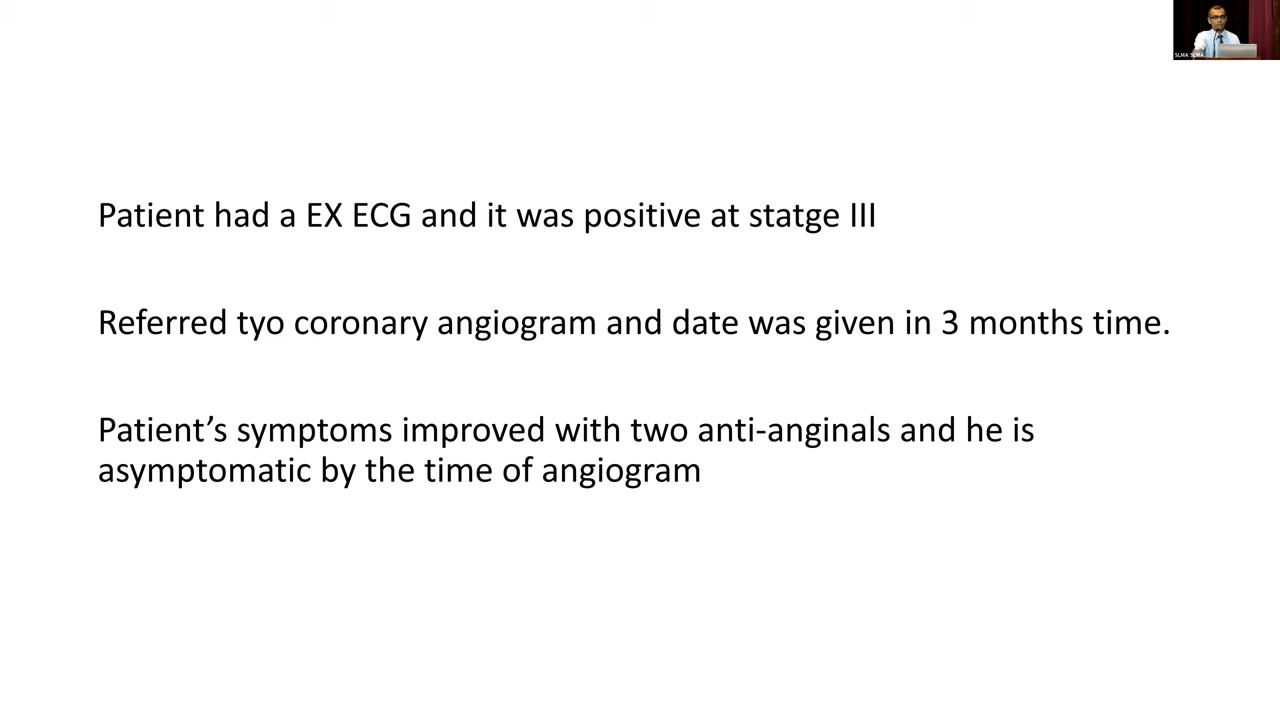 SLMA SLMA
Patient had a EX ECG and it was positive at statge III
Referred tyo coronary angiogram and date was given in 3 months time.
Patient’s symptoms improved with two anti-anginals and he is
asymptomatic by the time of angiogram